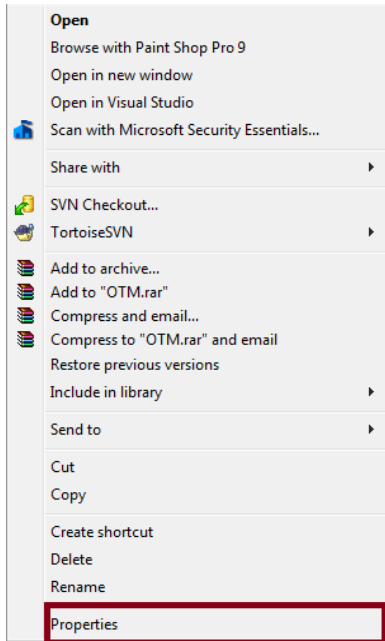 Open
Browse with Paint Shop Pro 9
Open in new window
Open in Visual Studio
Scan with Microsoft Security Essentials...
Share with
SVN Checkout...
TortoiseSVN
Add to archive...
Add to "OTM.rar"
Compress and email...
Compress to "OTM.rar" and email
Restore previous versions
Include in library
Send to
Cut
Copy
Create shortcut
Delete
Rename
Properties